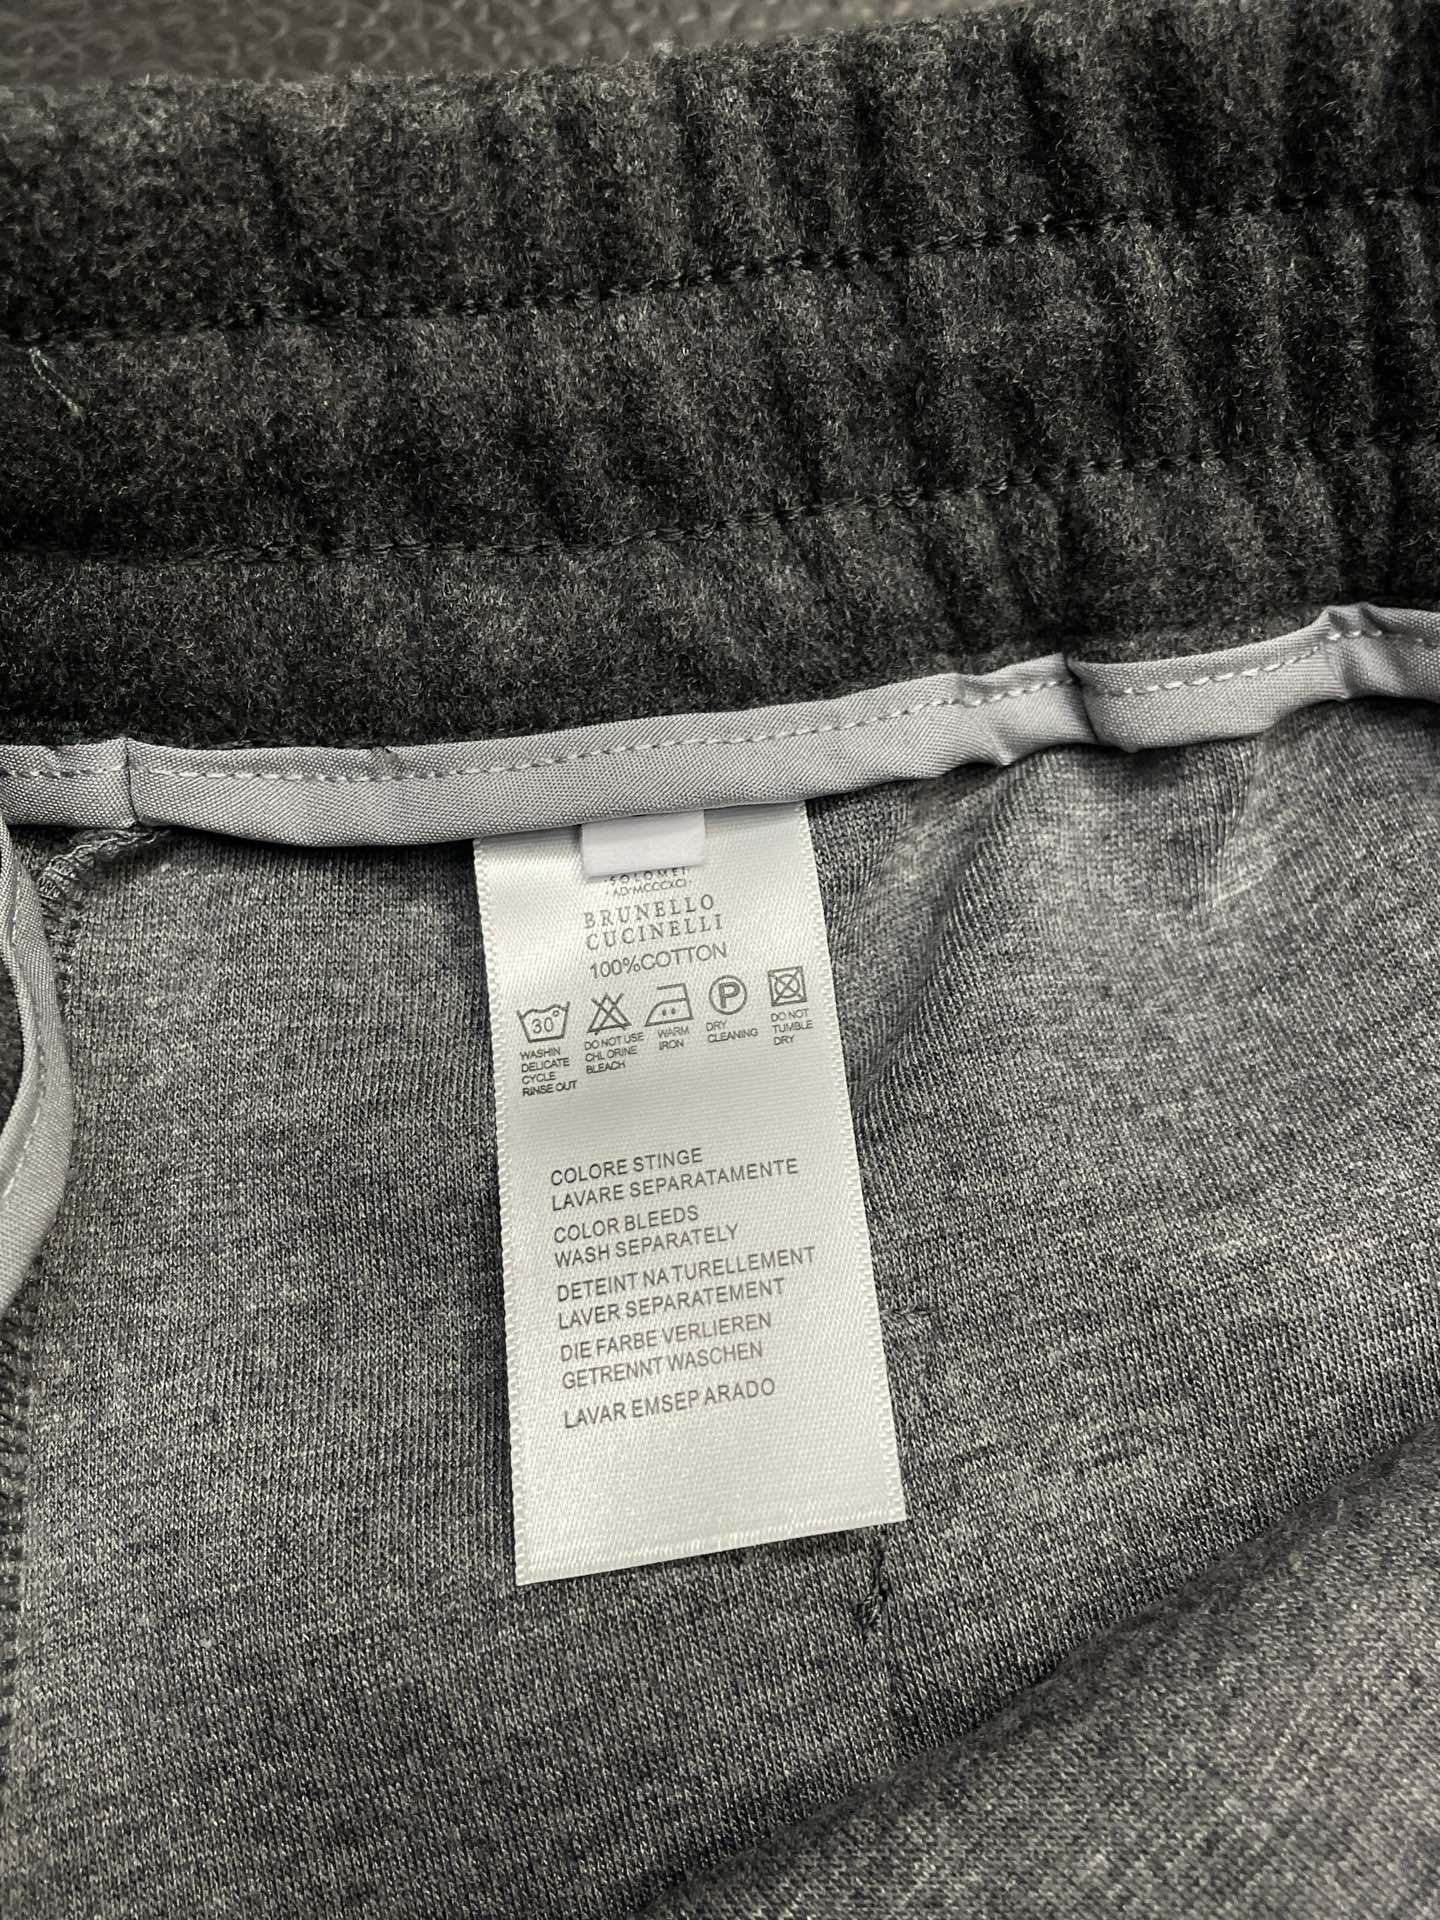 ·SOLOMEI·
AD'MCCCXCI·
BRUNELLO
CUCINELLI
100%COTTON
30°
P
WASHIN
DELICATE
CYCLE
RINSE OUT
DO NOT USE
CHL ORINE
BLEACH
WARM
IRON
DRY
CLEANING
DO NOT
TUMBLE
DRY
COLORE STINGE
LAVARE SEPARATAMENTE
COLOR BLEEDS
WASH SEPARATELY
DETEINT NA TURELLEMENT
LAVER SEPARATEMENT
DIE FARBE VERLIEREN
GETRENNT WASCHEN
LAVAR EMSEP ARADO